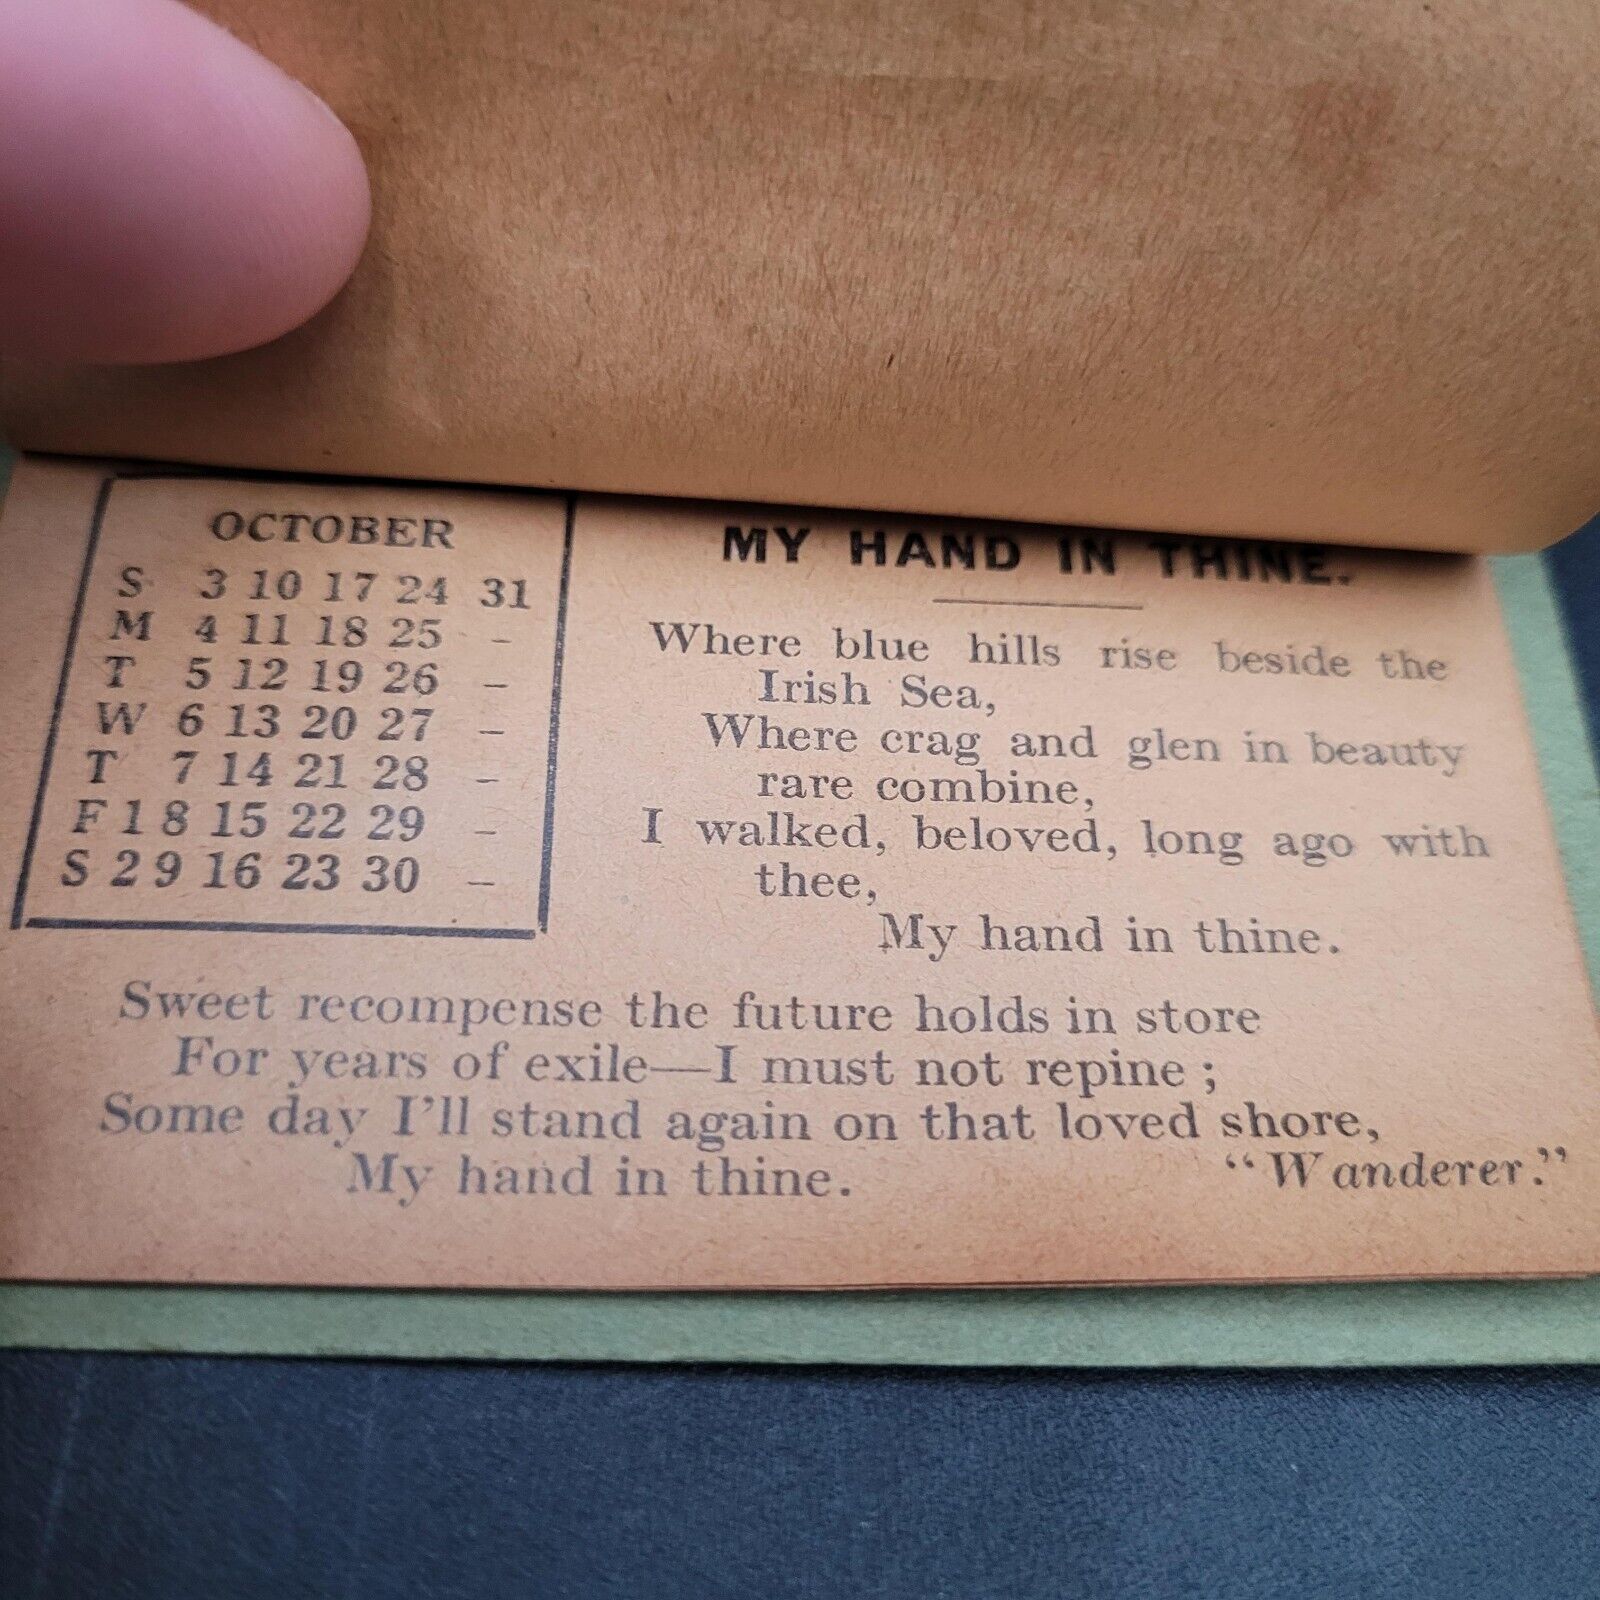 OCTOBER
S 3 10 17 24 31
M 4 11 18 25 -
T 5 12 19 26 -
W 6 13 20 27 -
T 7 14 21 28 -
F 1 8 15 22 29 -
S 2 9 16 23 30 -
MY HAND IN THINE.
Where blue hills rise beside the
Irish Sea,
Where crag and glen in beauty
rare combine,
I walked, beloved, long ago with
thee,
My hand in thine.
Sweet recompense the future holds in store
For years of exile—I must not repine ;
Some day I'll stand again on that loved shore,
My hand in thine.
“Wanderer.”